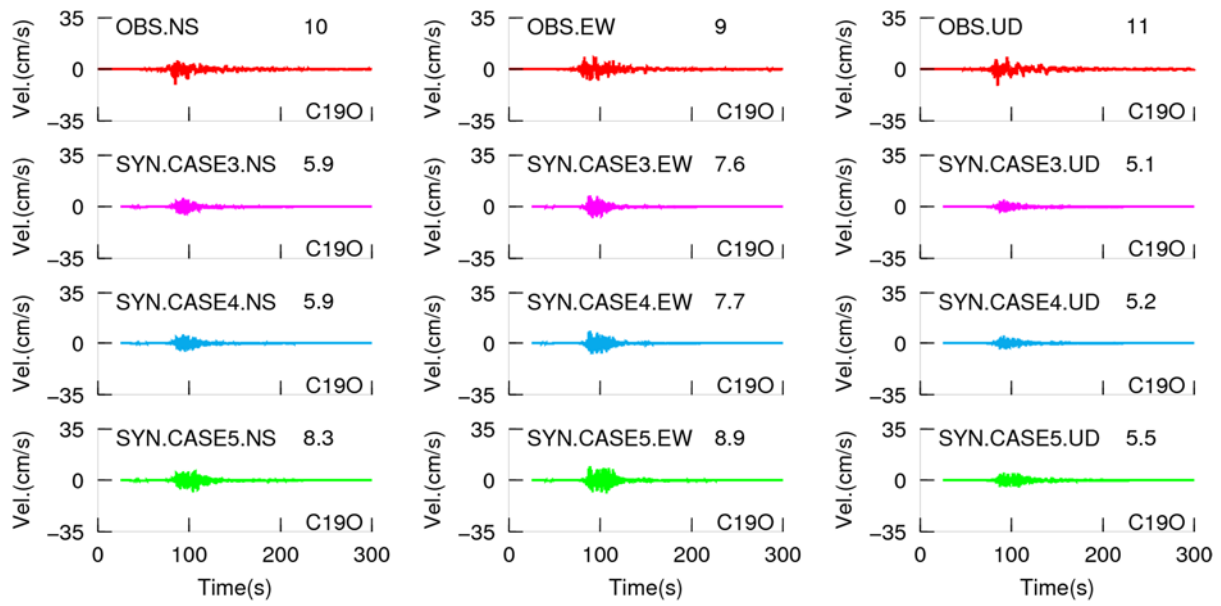 35 OBS.NS 10
Vel.(cm/s) 0
−35 C19O
35 OBS.EW 9
Vel.(cm/s) 0
−35 C19O
35 OBS.UD 11
Vel.(cm/s) 0
−35 C19O
35 SYN.CASE3.NS 5.9
Vel.(cm/s) 0
−35 C19O
35 SYN.CASE3.EW 7.6
Vel.(cm/s) 0
−35 C19O
35 SYN.CASE3.UD 5.1
Vel.(cm/s) 0
−35 C19O
35 SYN.CASE4.NS 5.9
Vel.(cm/s) 0
−35 C19O
35 SYN.CASE4.EW 7.7
Vel.(cm/s) 0
−35 C19O
35 SYN.CASE4.UD 5.2
Vel.(cm/s) 0
−35 C19O
35 SYN.CASE5.NS 8.3
Vel.(cm/s) 0
−35 C19O
0 100 200 300
Time(s)
35 SYN.CASE5.EW 8.9
Vel.(cm/s) 0
−35 C19O
0 100 200 300
Time(s)
35 SYN.CASE5.UD 5.5
Vel.(cm/s) 0
−35 C19O
0 100 200 300
Time(s)